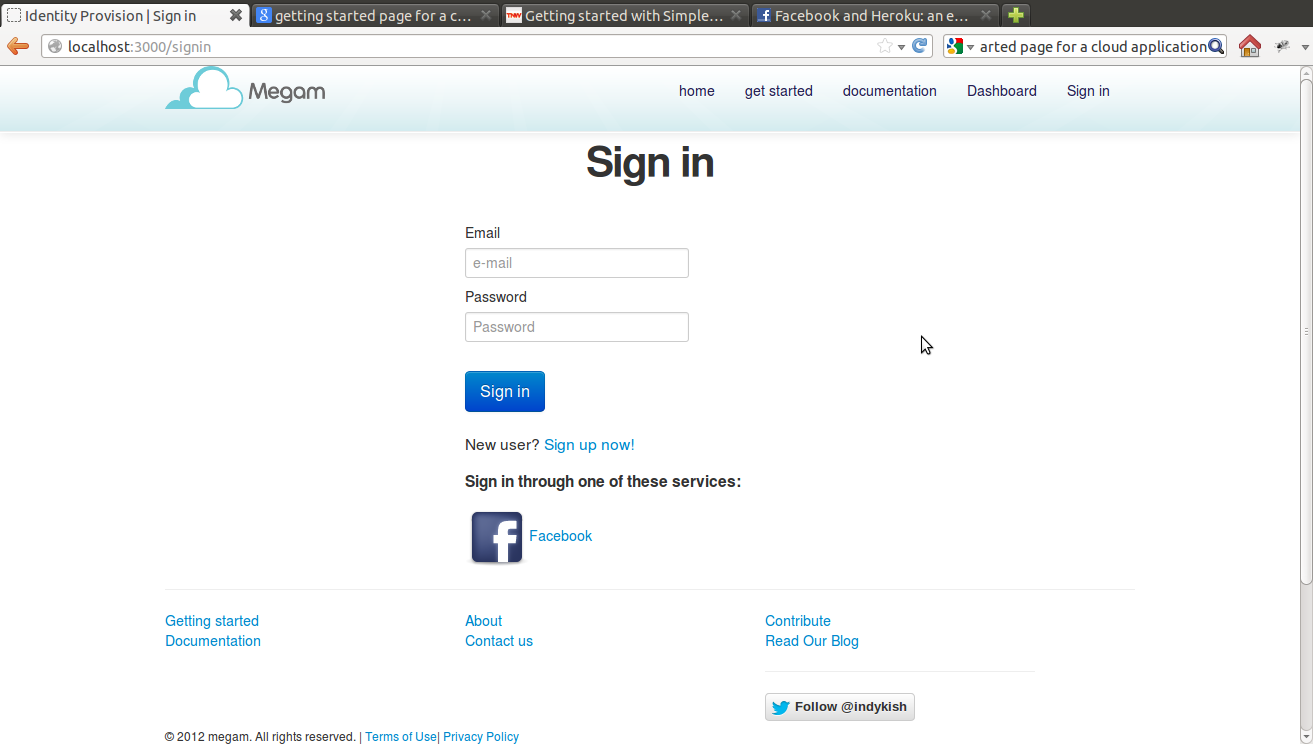 Identity Provision | Sign in
getting started page for a c...
Getting started with Simple...
Facebook and Heroku: an e...
localhost:3000/signin
arted page for a cloud application
Megam
home
get started
documentation
Dashboard
Sign in
Sign in
Email
e-mail
Password
Password
Sign in
New user? Sign up now!
Sign in through one of these services:
f Facebook
Getting started
Documentation
About
Contact us
Contribute
Read Our Blog
Follow @indykish
© 2012 megam. All rights reserved. | Terms of Use| Privacy Policy